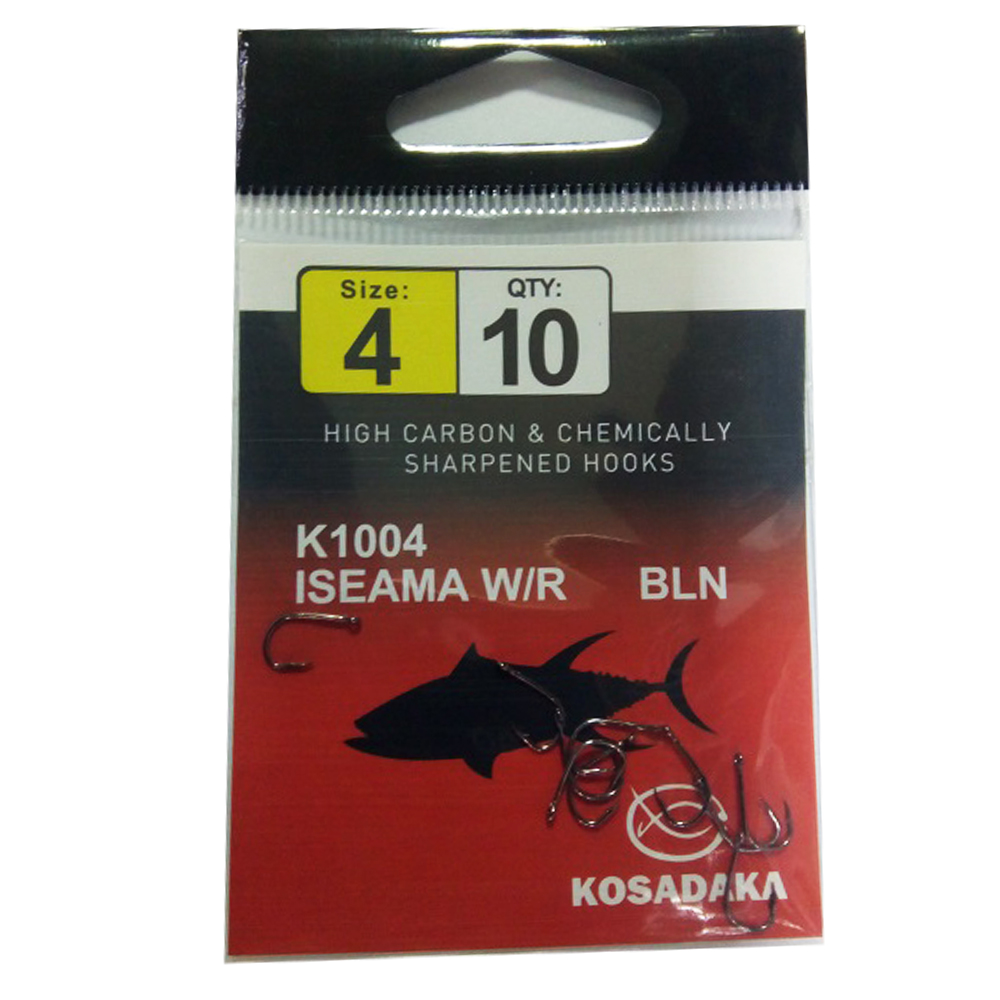 Size: QTY:
4 10
HIGH CARBON & CHEMICALLY
SHARPENED HOOKS
K1004
ISEAMA W/R BLN
KOSADAKA